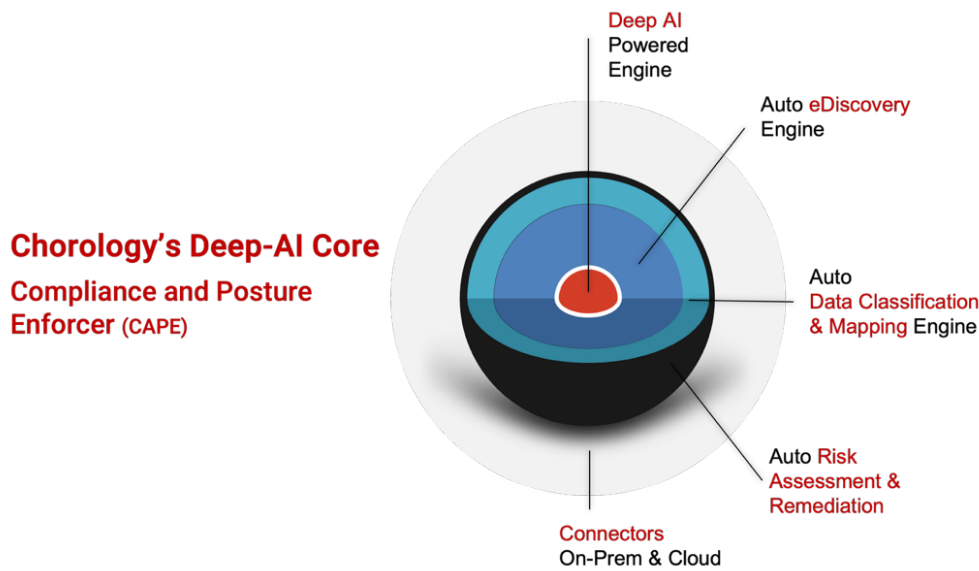 Deep AI
Powered
Engine
Auto eDiscovery
Engine
Chorology’s Deep-AI Core
Compliance and Posture
Enforcer (CAPE)
Auto
Data Classification
& Mapping Engine
Auto Risk
Assessment &
Remediation
Connectors
On-Prem & Cloud